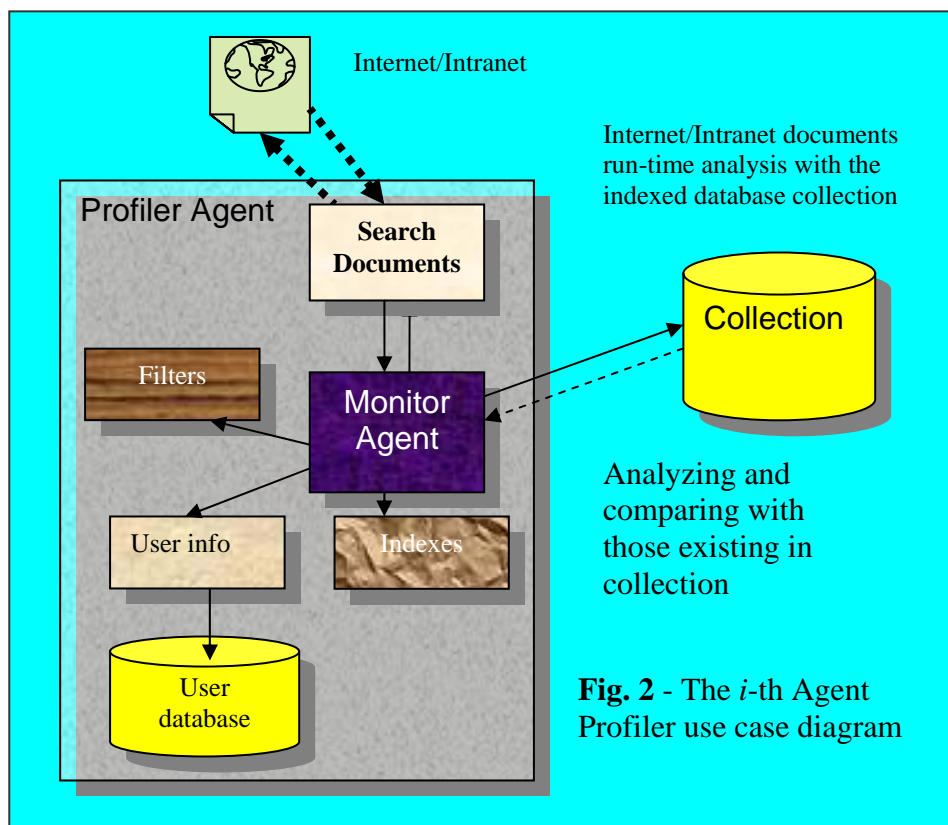 Internet/Intranet
Internet/Intranet documents
run-time analysis with the
indexed database collection
Profiler Agent
Search
Documents
Collection
Filters
Monitor
Agent
Analyzing and
comparing with
those existing in
collection
User info
Indexes
User
database
Fig. 2 - The i-th Agent
Profiler use case diagram